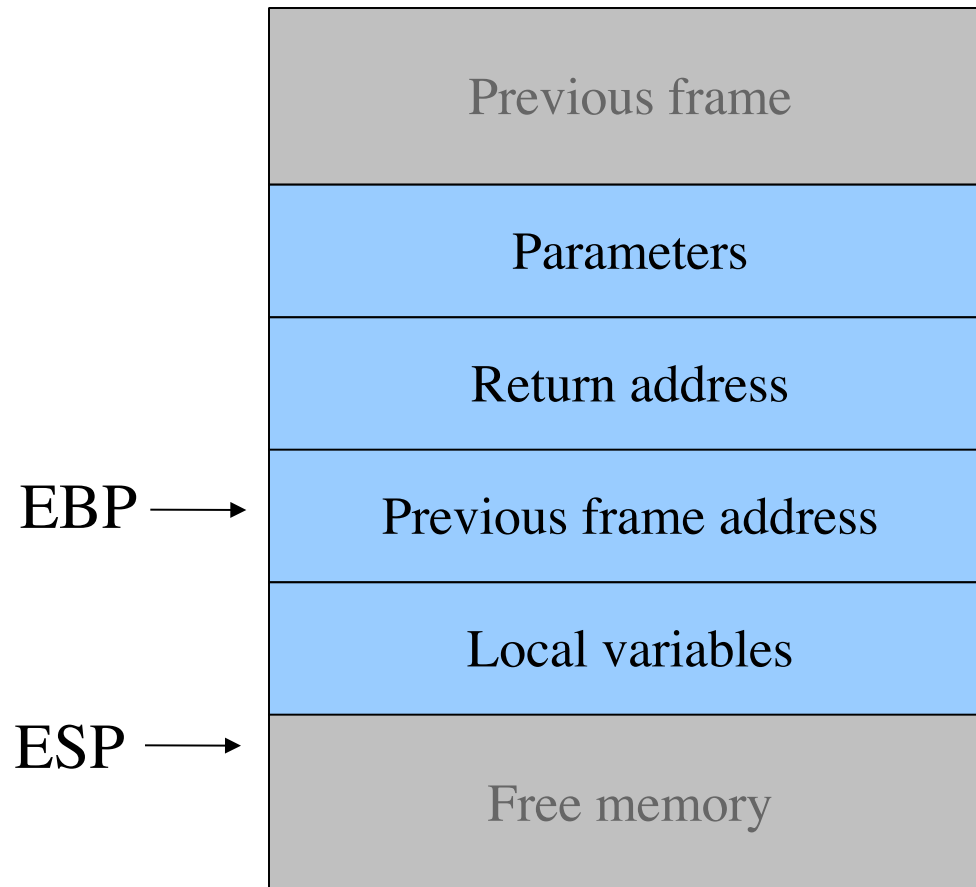 Previous frame
Parameters
Return address
EBP
Previous frame address
Local variables
ESP
Free memory